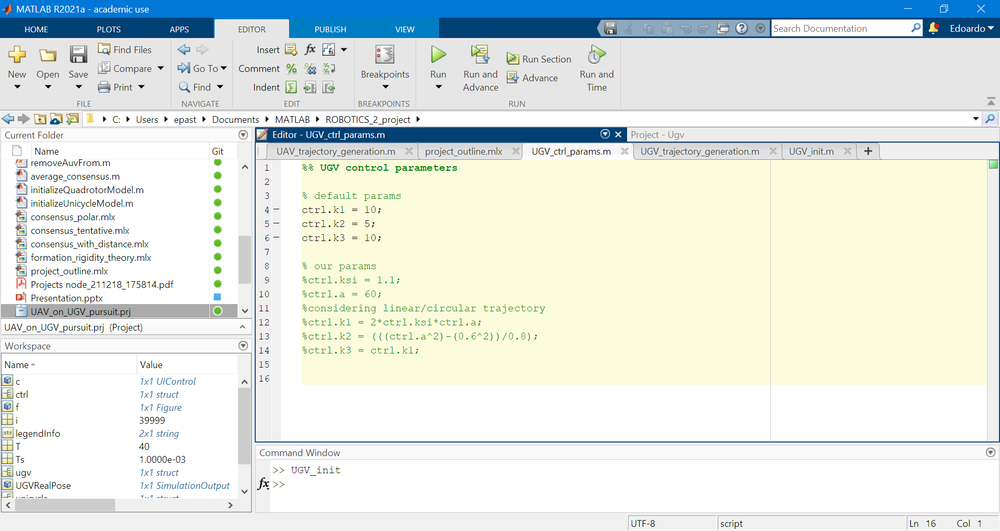 MATLAB R2021a - academic use
HOME PLOTS APPS EDITOR PUBLISH VIEW
Search Documentation
Edoardo
New
Open
Save
Find Files
Compare
Print
FILE
Go To
Find
NAVIGATE
Insert fx
Comment
Indent
EDIT
Breakpoints
BREAKPOINTS
Run
Run and Advance
Run Section
Advance
Run and Time
RUN
C: Users epast Documents MATLAB ROBOTICS_2_project
Current Folder
Name Git
removeAuvFrom.m
average_consensus.m
initializeQuadrotorModel.m
initializeUnicycleModel.m
consensus_polar.mlx
consensus_tentative.mlx
consensus_with_distance.mlx
formation_rigidity_theory.mlx
project_outline.mlx
Projects node_211218_175814.pdf
Presentation.pptx
UAV_on_UGV_pursuit.prj
UAV_on_UGV_pursuit.prj (Project)
Workspace
Name Value
c 1x1 UIControl
ctrl 1x1 struct
f 1x1 Figure
i 39999
str legendInfo 2x1 string
T 40
Ts 1.0000e-03
ugv 1x1 struct
UGVRealPose 1x1 SimulationOutput
unicycle 1x1 struct
Editor - UGV_ctrl_params.m
Project - Ugv
UAV_trajectory_generation.m project_outline.mlx UGV_ctrl_params.m UGV_trajectory_generation.m UGV_init.m +
1 %% UGV control parameters
2
3 % default params
4 ctrl.k1 = 10;
5 ctrl.k2 = 5;
6 ctrl.k3 = 10;
7
8 % our params
9 %ctrl.ksi = 1.1;
10 %ctrl.a = 60;
11 %considering linear/circular trajectory
12 %ctrl.k1 = 2*ctrl.ksi*ctrl.a;
13 %ctrl.k2 = (((ctrl.a^2)-(0.6^2))/0.8);
14 %ctrl.k3 = ctrl.k1;
15
16
Command Window
>> UGV_init
fx >>
UTF-8 script Ln 16 Col 1